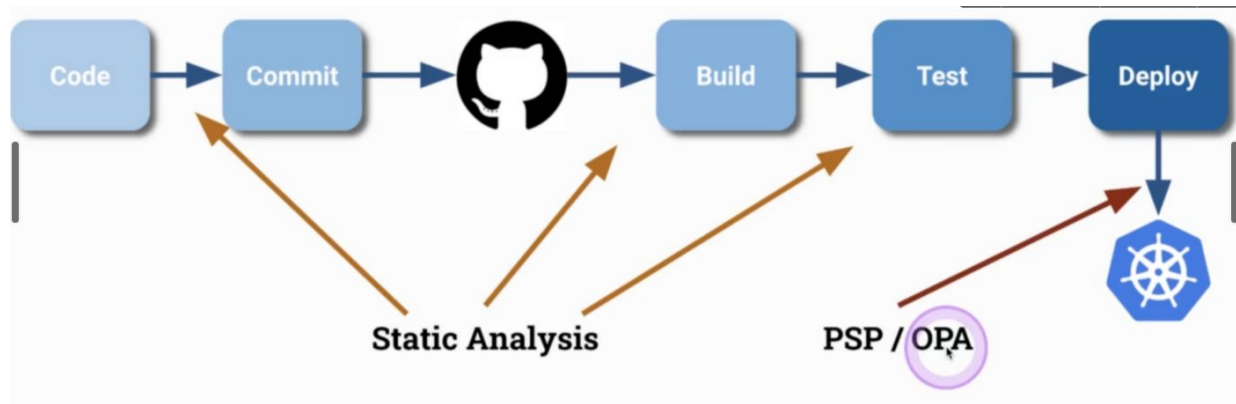 Code Commit Build Test Deploy
Static Analysis PSP / OPA